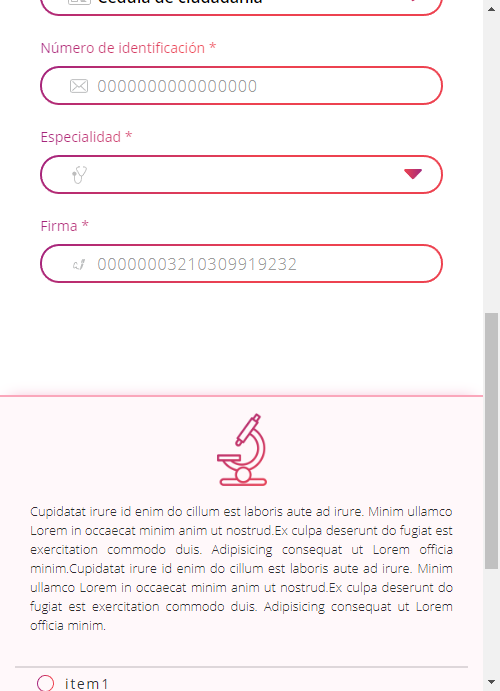 Cédula de ciudadanía
Número de identificación *
0000000000000000
Especialidad *
Firma *
00000003210309919232
Cupidatat irure id enim do cillum est laboris aute ad irure. Minim ullamco
Lorem in occaecat minim anim ut nostrud.Ex culpa deserunt do fugiat est
exercitation commodo duis. Adipisicing consequat ut Lorem officia
minim.Cupidatat irure id enim do cillum est laboris aute ad irure. Minim
ullamco Lorem in occaecat minim anim ut nostrud.Ex culpa deserunt do
fugiat est exercitation commodo duis. Adipisicing consequat ut Lorem
officia minim.
item1